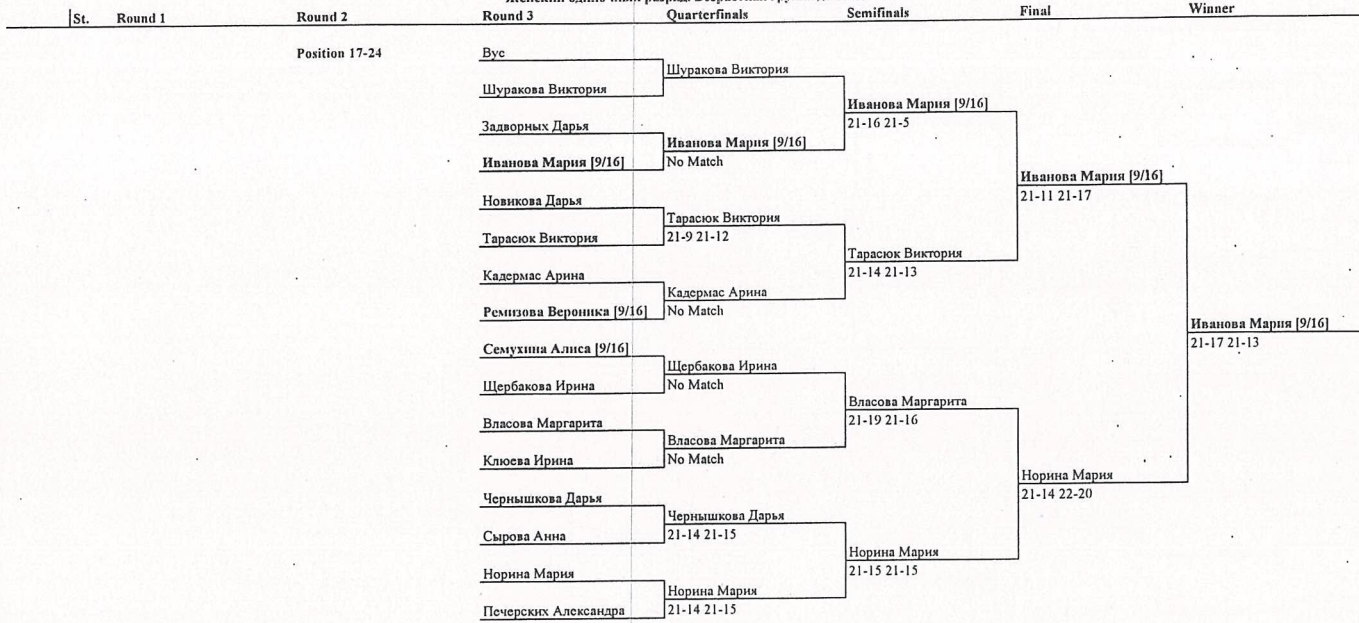 St. Round 1 Round 2 Round 3 Quarterfinals Semifinals Final Winner
Position 17-24
Вус
Шуракова Виктория
Шуракова Виктория
Иванова Мария [9/16]
21-16 21-5
Задворных Дарья
Иванова Мария [9/16]
No Match
Иванова Мария [9/16]
Иванова Мария [9/16]
21-11 21-17
Новикова Дарья
Тарасюк Виктория
21-9 21-12
Тарасюк Виктория
Тарасюк Виктория
21-14 21-13
Кадермас Арина
Кадермас Арина
No Match
Ремизова Вероника [9/16]
Иванова Мария [9/16]
21-17 21-13
Семухина Алиса [9/16]
Щербакова Ирина
No Match
Щербакова Ирина
Власова Маргарита
21-19 21-16
Власова Маргарита
Власова Маргарита
No Match
Клюева Ирина
Норина Мария
21-14 22-20
Чернышкова Дарья
Чернышкова Дарья
21-14 21-15
Сырова Анна
Норина Мария
21-15 21-15
Норина Мария
Норина Мария
21-14 21-15
Печерских Александра